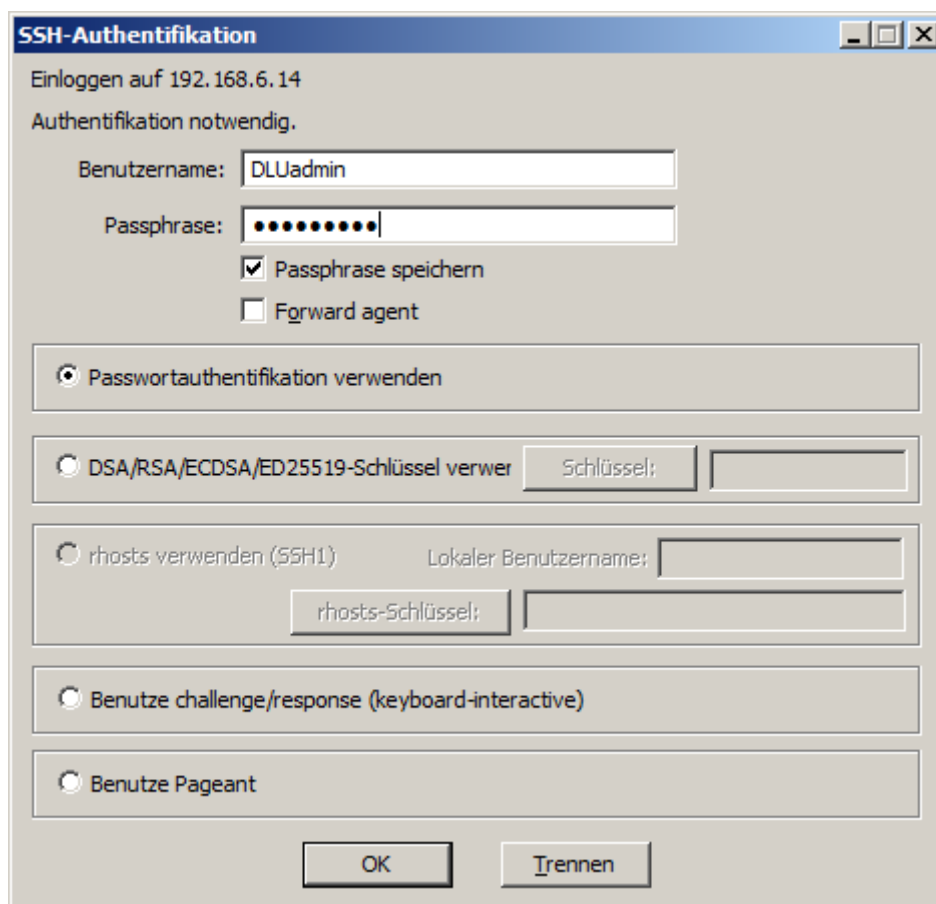 SSH-Authentifikation
Einloggen auf 192.168.6.14
Authentifikation notwendig.
Benutzername: DLUadmin
Passphrase: ●●●●●●●●●
Passphrase speichern
Forward agent
Passwortauthentifikation verwenden
DSA/RSA/ECDSA/ED25519-Schlüssel verwer Schlüssel:
rhosts verwenden (SSH1) Lokaler Benutzername:
rhosts-Schlüssel:
Benutze challenge/response (keyboard-interactive)
Benutze Pageant
OK Trennen